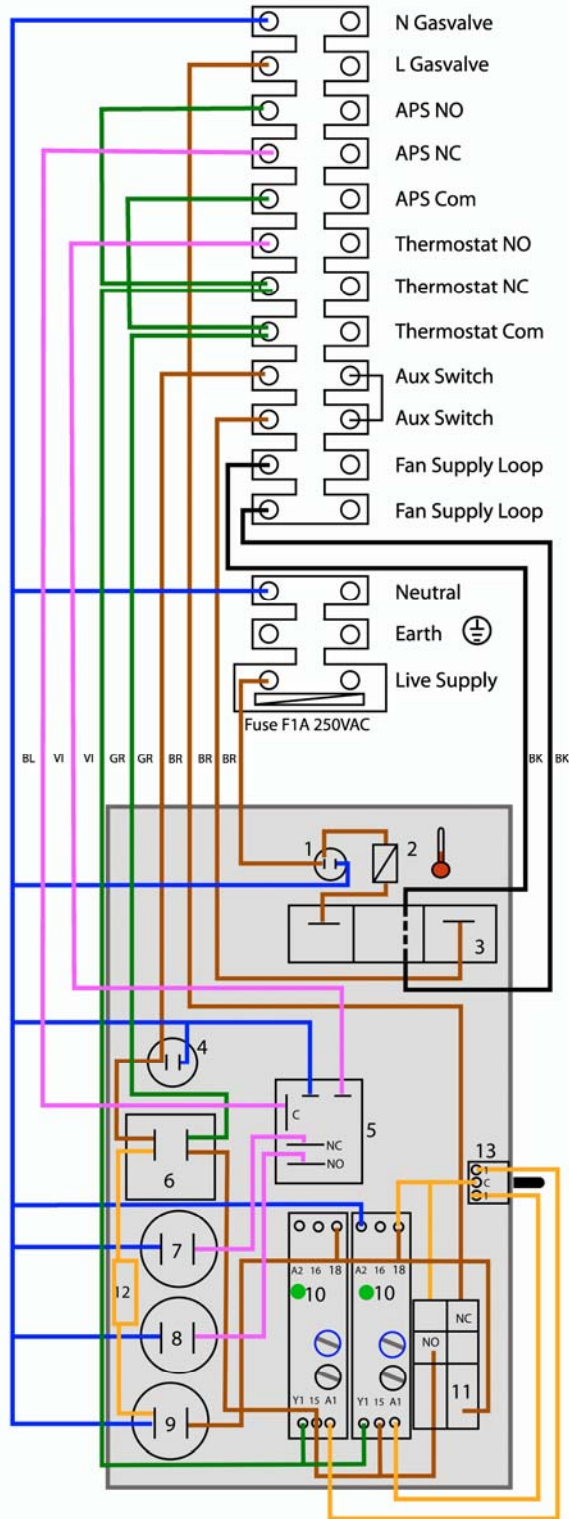 N Gasvalve
L Gasvalve
APS NO
APS NC
APS Com
Thermostat NO
Thermostat NC
Thermostat Com
Aux Switch
Aux Switch
Fan Supply Loop
Fan Supply Loop
Neutral
Earth
Live Supply
Fuse F1A 250VAC
BL VI VI GR GR BR BR BR BK BK
1 2
3
4
C 5
NC
NO
6
13
1
C
1
7
A2 16 18 A2 16 18
10 10
12
NC
NO
8
11
Y1 15 A1 Y1 15 A1
9